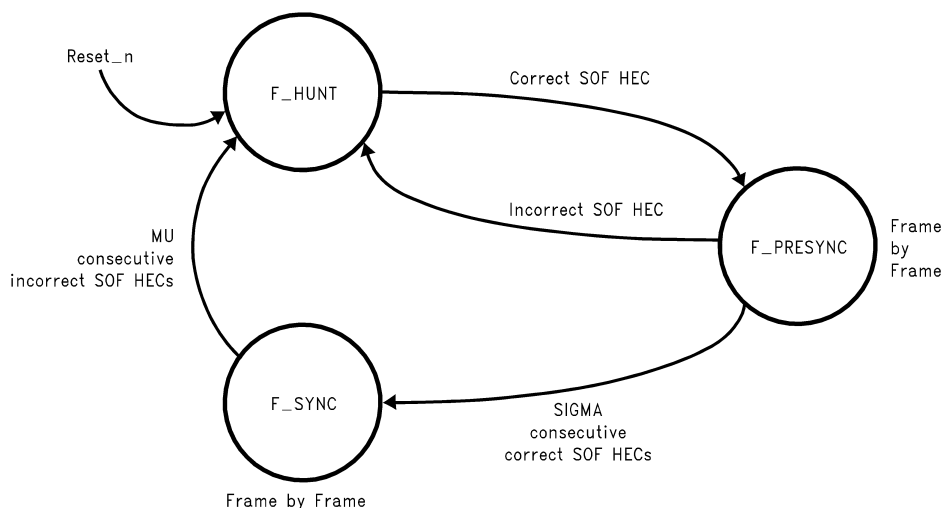 Reset_n
F_HUNT
Correct SOF HEC
Incorrect SOF HEC
F_PRESYNC
Frame
by
Frame
MU
consecutive
incorrect SOF HECs
F_SYNC
SIGMA
consecutive
correct SOF HECs
Frame by Frame